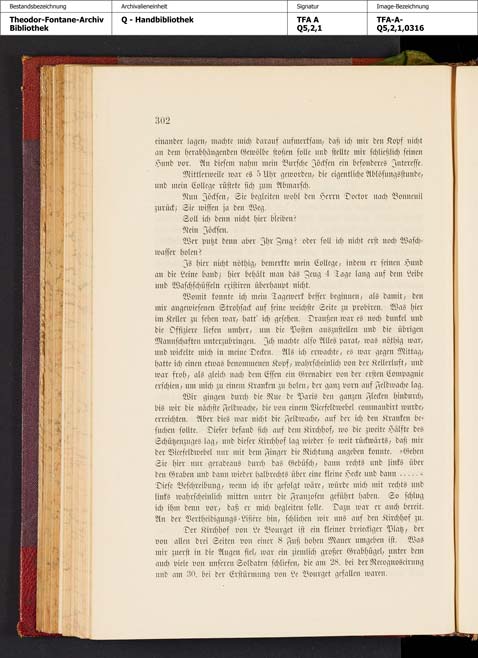 Bestandsbezeichnung
Archivalieneinheit
Signatur
Image-Bezeichnung
Theodor-Fontane-Archiv
Bibliothek
Q - Handbibliothek
TFA A
Q5,2,1
TFA-A-
Q5,2,1,0316
302
einander lagen, machte mich darauf aufmerksam, daß ich mir den Kopf nicht
an dem herabhängenden Gewölbe stoßen solle und stellte mir schließlich seinen
Hund vor. An diesem nahm mein Bursche Jöcksen ein besonderes Interesse.
Mittlerweile war es 5 Uhr geworden, die eigentliche Ablösungsstunde,
und mein College rüstete sich zum Abmarsch.
Nun Jöcksen, Sie begleiten wohl den Herrn Doctor nach Bonneuil
zurück; Sie wissen ja den Weg.
Soll ich denn nicht hier bleiben?
Nein Jöcksen.
Wer putzt denn aber Ihr Zeug? oder soll ich nicht erst noch Wasch-
wasser holen?
Is hier nicht nöthig, bemerkte mein College, indem er seinen Hund
an die Leine band; hier behält man das Zeug 4 Tage lang auf dem Leibe
und Waschschüsseln existiren überhaupt nicht.
Womit konnte ich mein Tagewerk besser beginnen, als damit, den
mir angewiesenen Strohsack auf seine weichste Seite zu probiren. Was hier
im Keller zu sehen war, hatt' ich gesehen. Draußen war es noch dunkel und
die Offiziere liefen umher, um die Posten auszustellen und die übrigen
Mannschaften unterzubringen. Ich machte also Alles parat, was nöthig war,
und wickelte mich in meine Decken. Als ich erwachte, es war gegen Mittag,
hatte ich einen etwas benommenen Kopf, wahrscheinlich von der Kellerluft, und
war froh, als gleich nach dem Essen ein Grenadier von der ersten Compagnie
erschien, um mich zu einem Kranken zu holen, der ganz vorn auf Feldwache lag.
Wir gingen durch die Rue de Paris den ganzen Flecken hindurch,
bis wir die nächste Feldwache, die von einem Vicefeldwebel commandirt wurde,
erreichten. Aber dies war nicht die Feldwache, auf der ich den Kranken be-
suchen sollte. Dieser befand sich auf dem Kirchhof, wo die zweite Hälfte des
Schützenzuges lag, und dieser Kirchhof lag wieder so weit rückwärts, daß mir
der Vicefeldwebel nur mit dem Finger die Richtung angeben konnte. »Gehen
Sie hier nur geradeaus durch das Gebüsch, dann rechts und links über
den Graben und dann wieder halbrechts über eine kleine Hecke und dann ......«
Diese Beschreibung, wenn ich ihr gefolgt wäre, würde mich rechts und
links wahrscheinlich mitten unter die Franzosen geführt haben. So schlug
ich ihm denn vor, daß er mich begleiten solle. Dazu war er auch bereit.
An der Vertheidigungs-Lisière hin, schlichen wir uns auf den Kirchhof zu.
Der Kirchhof von Le Bourget ist ein kleiner dreieckiger Platz, der
von allen drei Seiten von einer 8 Fuß hohen Mauer umgeben ist. Was
mir zuerst in die Augen fiel, war ein ziemlich großer Grabhügel, unter dem
auch viele von unseren Soldaten schliefen, die am 28. bei der Recognoscirung
und am 30. bei der Erstürmung von Le Bourget gefallen waren.